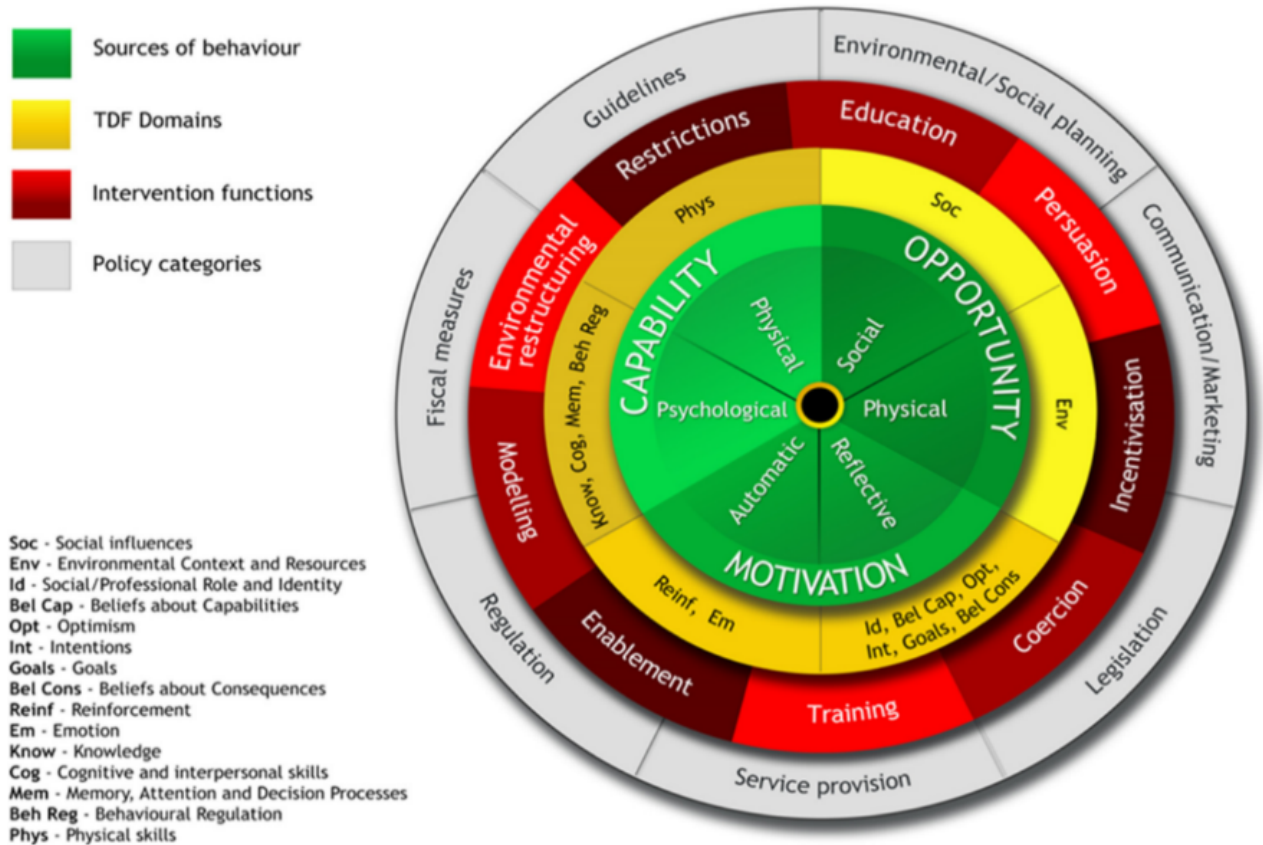 Sources of behaviour
TDF Domains
Intervention functions
Policy categories
Soc - Social influences
Env - Environmental Context and Resources
Id - Social/Professional Role and Identity
Bel Cap - Beliefs about Capabilities
Opt - Optimism
Int - Intentions
Goals - Goals
Bel Cons - Beliefs about Consequences
Reinf - Reinforcement
Em - Emotion
Know - Knowledge
Cog - Cognitive and interpersonal skills
Mem - Memory, Attention and Decision Processes
Beh Reg - Behavioural Regulation
Phys - Physical skills
Guidelines
Environmental/Social planning
Communication/Marketing
Legislation
Service provision
Regulation
Fiscal measures
Restrictions
Education
Persuasion
Incentivisation
Coercion
Training
Enablement
Modelling
Environmental
restructuring
Phys
Soc
Env
Id, Bel Cap, Opt,
Int, Goals, Bel Cons
Reinf, Em
Know, Cog, Mem, Beh Reg
CAPABILITY
OPPORTUNITY
MOTIVATION
Physical
Social
Physical
Reflective
Automatic
Psychological